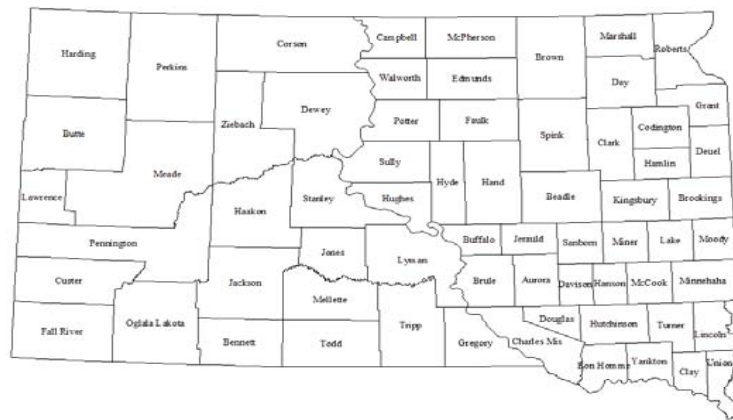 Harding
Perkins
Corson
Campbell
McPherson
Brown
Marshall
Roberts
Walworth
Edmunds
Day
Dewey
Ziebach
Butte
Potter
Faulk
Spink
Clark
Codington
Grant
Deuel
Hamlin
Meade
Sully
Hyde
Hand
Lawrence
Haakon
Stanley
Hughes
Beadle
Kingsbury
Brookings
Pennington
Jones
Lyman
Buffalo
Jerauld
Sanborn
Miner
Lake
Moody
Custer
Jackson
Brule
Aurora
Davison
Hanson
McCook
Minnehaha
Mellette
Fall River
Oglala Lakota
Tripp
Douglas
Hutchinson
Turner
Lincoln
Bennett
Todd
Gregory
Charles Mix
Bon Homme
Yankton
Clay
Union